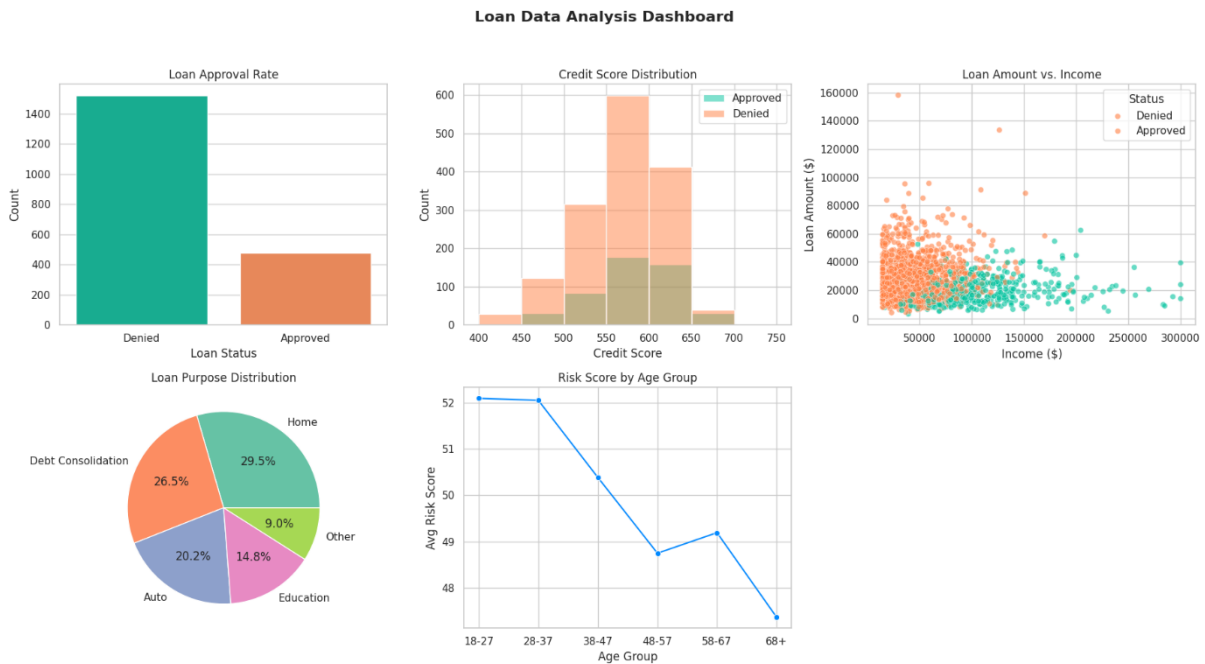 Loan Data Analysis Dashboard
Loan Approval Rate
Count
1400
1200
1000
800
600
400
200
0
Denied Approved
Loan Status
Credit Score Distribution
Approved
Denied
Count
600
500
400
300
200
100
0
400 450 500 550 600 650 700 750
Credit Score
Loan Amount vs. Income
Status
Denied
Approved
Loan Amount ($)
160000
140000
120000
100000
80000
60000
40000
20000
0
50000 100000 150000 200000 250000 300000
Income ($)
Loan Purpose Distribution
Home
29.5%
Debt Consolidation
26.5%
Auto
20.2%
Education
14.8%
Other
9.0%
Risk Score by Age Group
Avg Risk Score
52
51
50
49
48
18-27 28-37 38-47 48-57 58-67 68+
Age Group